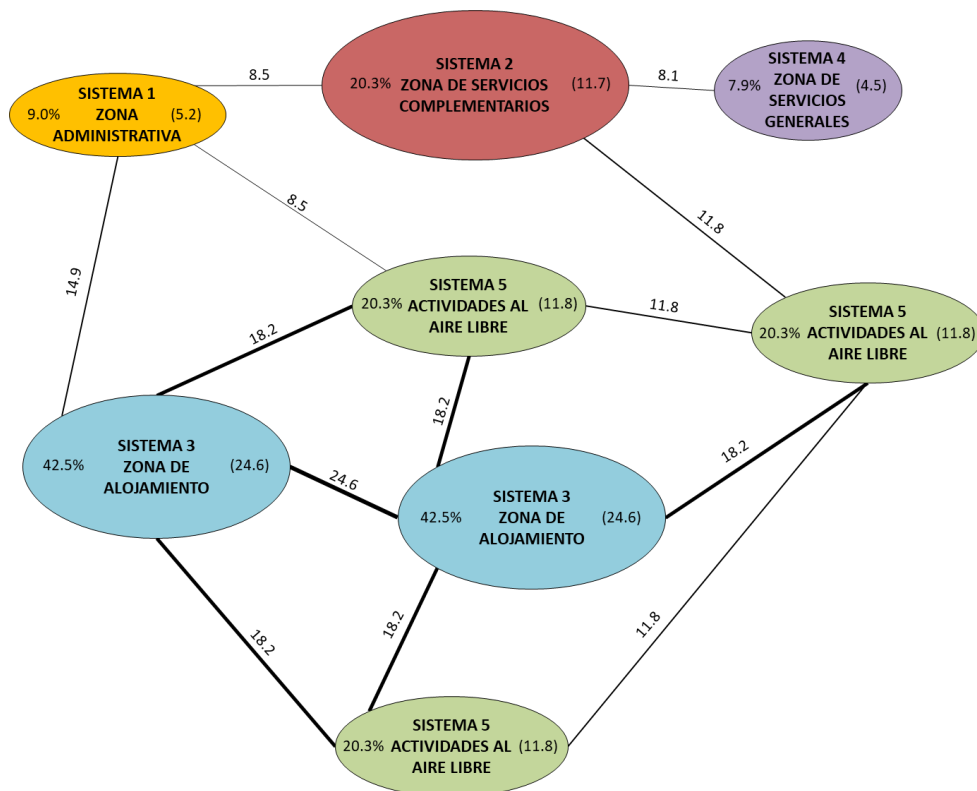 SISTEMA 2
8.5
20.3% ZONA DE SERVICIOS (11.7)
COMPLEMENTARIOS
8.1
SISTEMA 4
7.9% ZONA DE (4.5)
SERVICIOS
GENERALES
SISTEMA 1
9.0% ZONA (5.2)
ADMINISTRATIVA
8.5
11.8
14.9
SISTEMA 5
20.3% ACTIVIDADES AL (11.8)
AIRE LIBRE
11.8
SISTEMA 5
20.3% ACTIVIDADES AL (11.8)
AIRE LIBRE
18.2
18.2
SISTEMA 3
42.5% ZONA DE (24.6)
ALOJAMIENTO
24.6
18.2
SISTEMA 3
42.5% ZONA DE (24.6)
ALOJAMIENTO
18.2
18.2
11.8
SISTEMA 5
20.3% ACTIVIDADES AL (11.8)
AIRE LIBRE